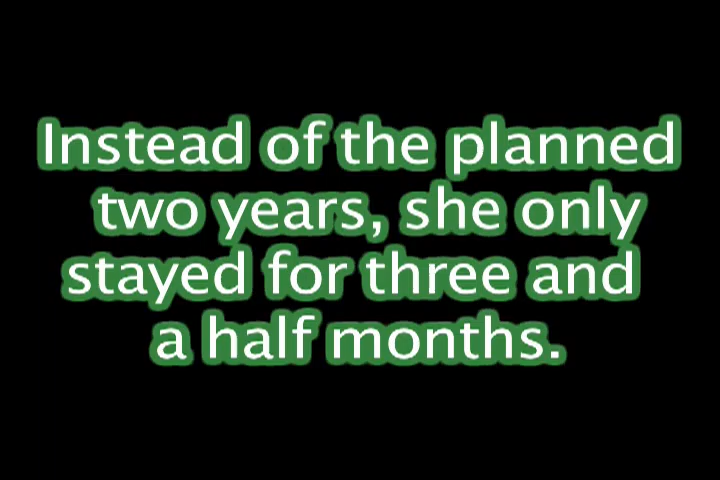 Instead of the planned
two years, she only
stayed for three and
a half months.